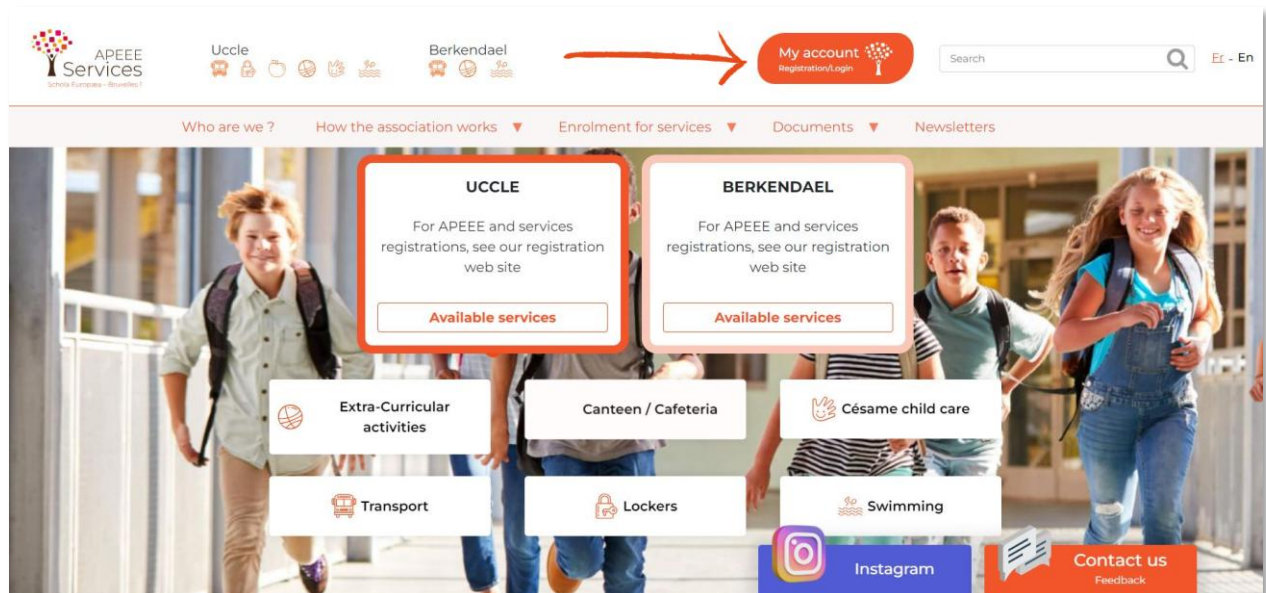 APEEE
Services
Schola Europaea - Bruxelles 1
Uccle
Berkendael
My account
Registration/Login
Search
Fr - En
Who are we ?
How the association works ▼
Enrolment for services ▼
Documents ▼
Newsletters
UCCLE
For APEEE and services
registrations, see our registration
web site
Available services
BERKENDAEL
For APEEE and services
registrations, see our registration
web site
Available services
Extra-Curricular
activities
Canteen / Cafeteria
Césame child care
Transport
Lockers
Swimming
Instagram
Contact us
Feedback